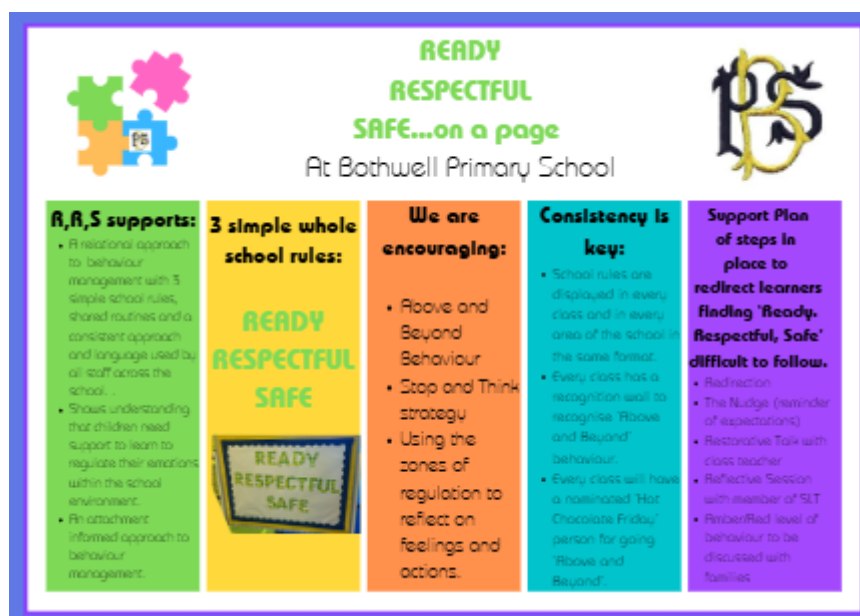 READY
RESPECTFUL
SAFE...on a page
At Bothwell Primary School
PS
PBS
R,R,S supports:
• A relational approach
to behaviour
management with 3
simple school rules,
shared routines and a
consistent approach
and language used by
all staff across the
school. .
• Shows understanding
that children need
support to learn to
regulate their emotions
within the school
environment.
• An attachment
informed approach to
behaviour
management.
3 simple whole
school rules:
READY
RESPECTFUL
SAFE
READY
RESPECTFUL
SAFE
We are
encouraging:
• Above and
Beyond
Behaviour
• Stop and Think
strategy
• Using the
zones of
regulation to
reflect on
feelings and
actions.
Consistency is
key:
• School rules are
displayed in every
class and in every
area of the school in
the same format.
• Every class has a
recognition wall to
recognise 'Above
and Beyond'
behaviour.
• Every class will have
a nominated 'Hot
Chocolate Friday'
person for going
'Above and
Beyond'.
Support Plan
of steps in
place to
redirect learners
finding 'Ready,
Respectful, Safe'
difficult to follow.
• Redirection
• The Nudge (reminder
of expectations)
• Restorative Talk with
class teacher
• Reflective Session
with member of SLT
• Amber/Red level of
behaviour to be
discussed with
families